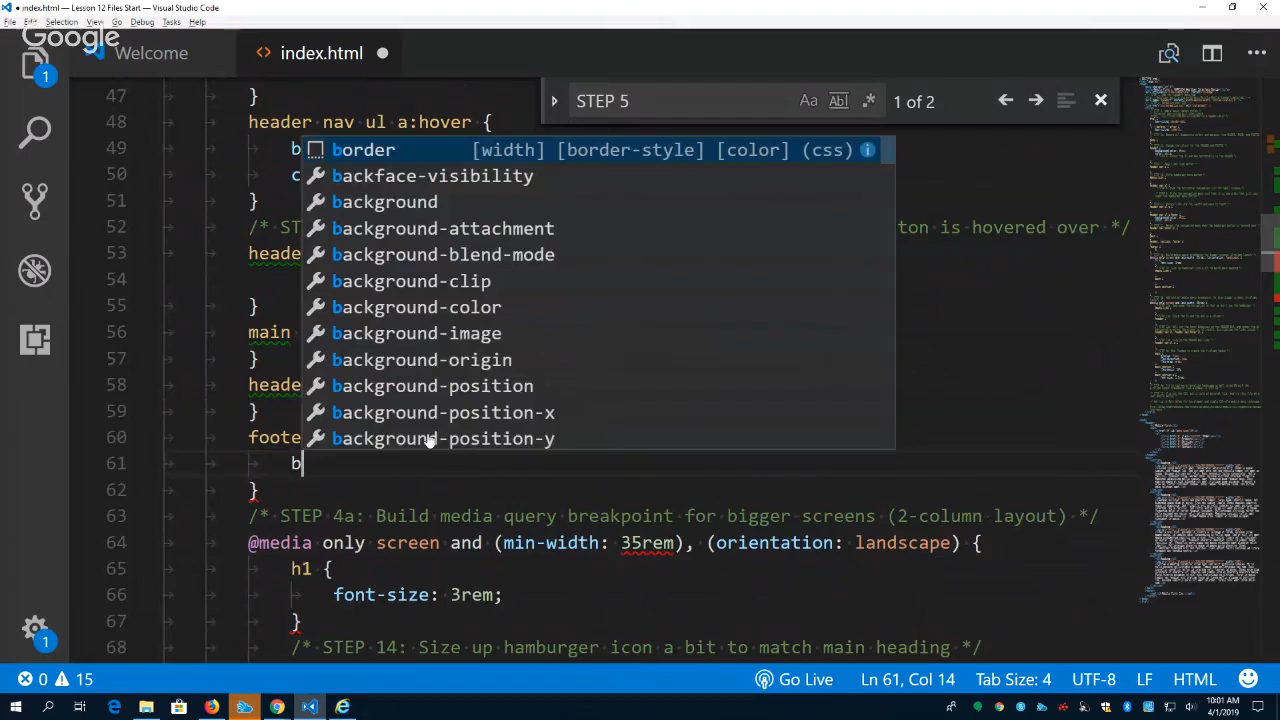 ● index.html — Lesson 12 Files Start — Visual Studio Code
File Edit Selection View Go Debug Tasks Help
Google
Welcome
index.html
STEP 5
Aa Abl .* 1 of 2
47 }
48 header nav ul a:hover {
49 b
50 c
51 }
52 /* ST ton is hovered over */
53 heade
54
55 }
56 main
57 }
58 heade
59 }
60 foote
61 b
62 }
border [width] [border-style] [color] (css)
backface-visibility
background
background-attachment
background-blend-mode
background-clip
background-color
background-image
background-origin
background-position
background-position-x
background-position-y
63 /* STEP 4a: Build media query breakpoint for bigger screens (2-column layout) */
64 @media only screen and (min-width: 35rem), (orientation: landscape) {
65 h1 {
66 font-size: 3rem;
67 }
68 /* STEP 14: Size up hamburger icon a bit to match main heading */
1
1
0 15 Go Live Ln 61, Col 14 Tab Size: 4 UTF-8 LF HTML
10:01 AM
4/1/2019